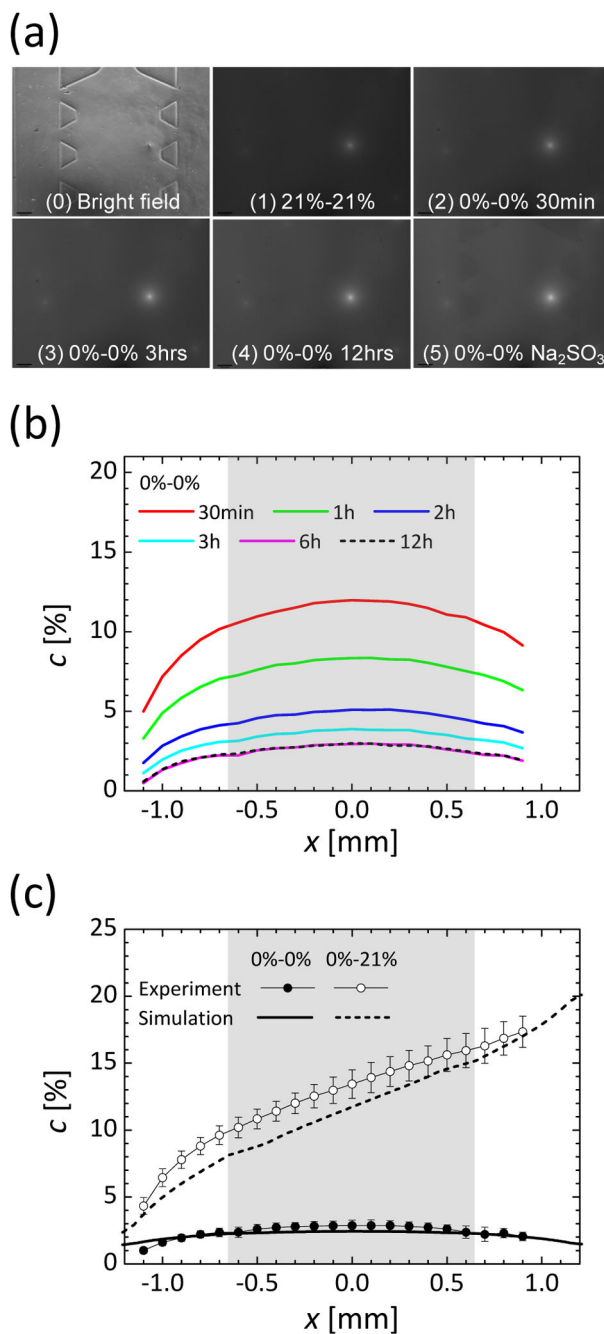 (a)
(0) Bright field
(1) 21%-21%
(2) 0%-0% 30min
(3) 0%-0% 3hrs
(4) 0%-0% 12hrs
(5) 0%-0% Na₂SO₃
(b)
0%-0%
30min 1h 2h
3h 6h 12h
20
15
10
5
0
c [%]
-1.0 -0.5 0.0 0.5 1.0
x [mm]
(c)
0%-0% 0%-21%
Experiment
Simulation
25
20
15
10
5
0
c [%]
-1.0 -0.5 0.0 0.5 1.0
x [mm]